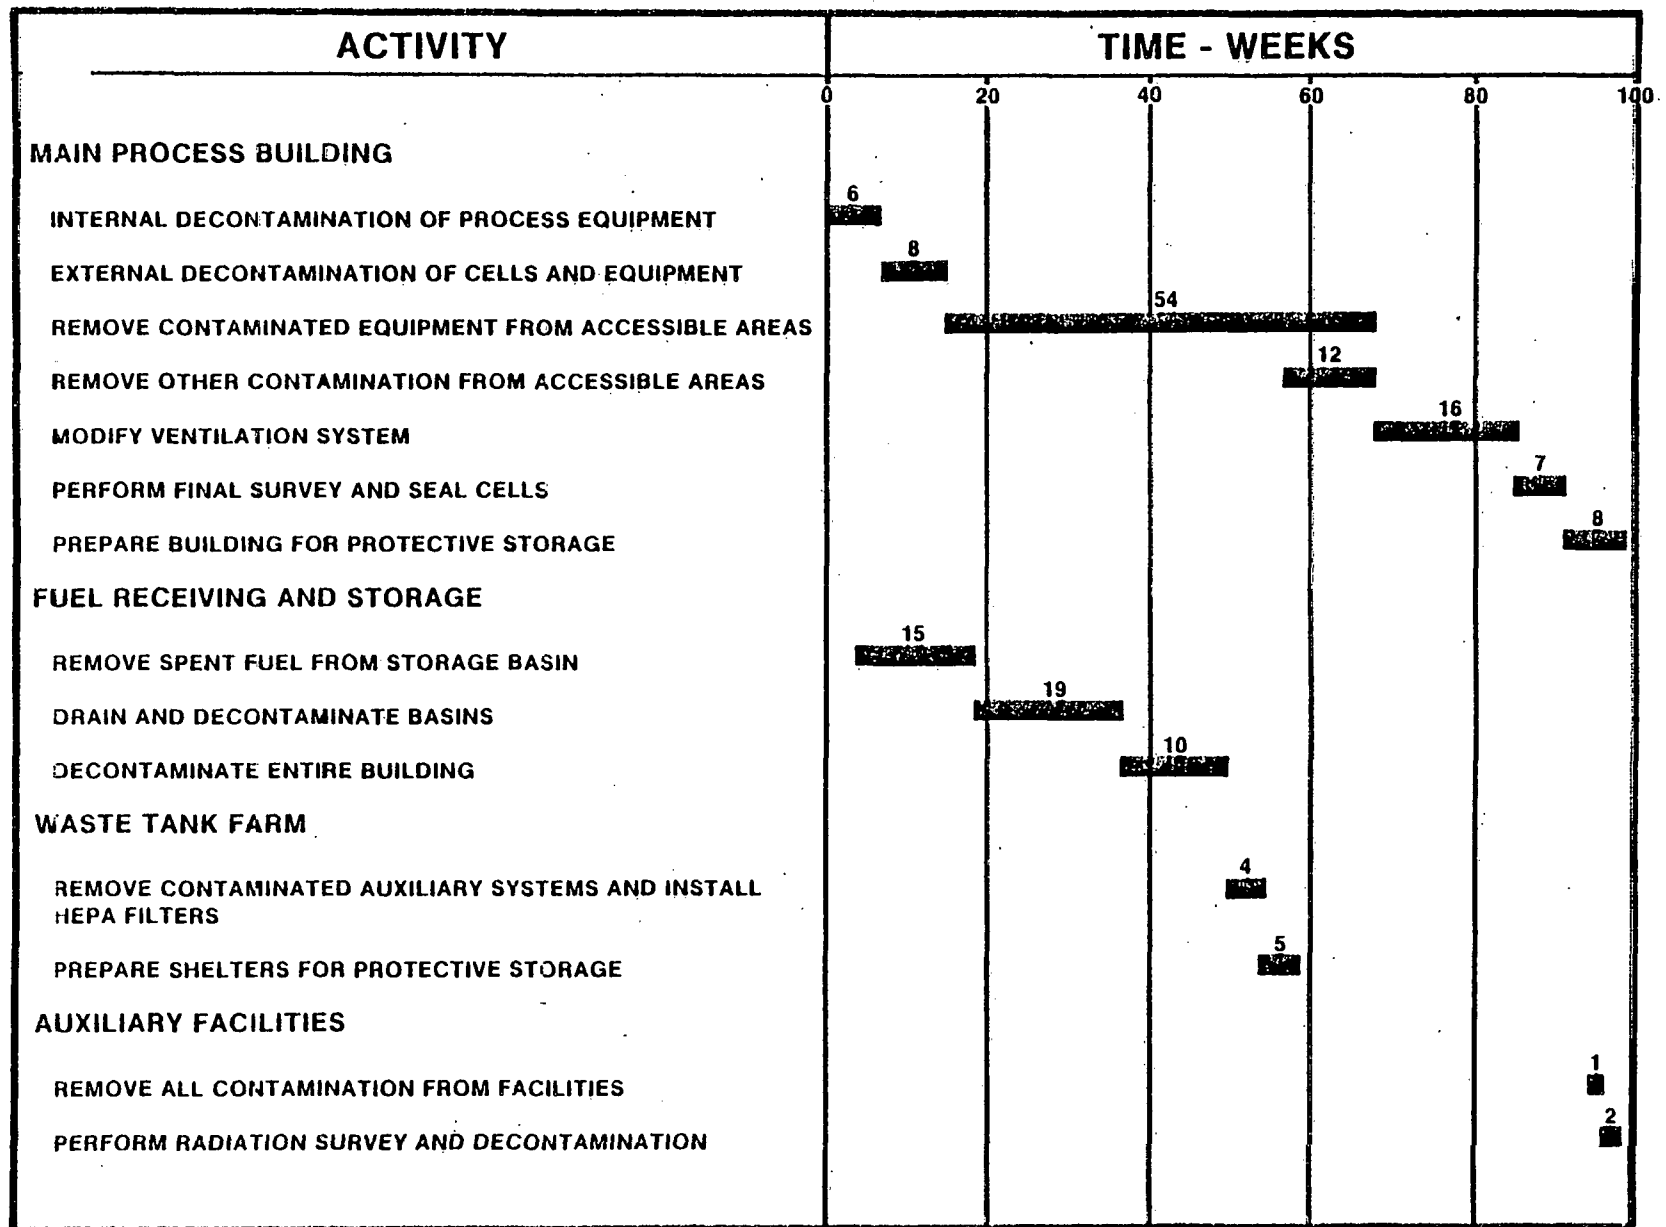 ACTIVITY
TIME - WEEKS
0 20 40 60 80 100
MAIN PROCESS BUILDING
6
INTERNAL DECONTAMINATION OF PROCESS EQUIPMENT
8
EXTERNAL DECONTAMINATION OF CELLS AND EQUIPMENT
54
REMOVE CONTAMINATED EQUIPMENT FROM ACCESSIBLE AREAS
12
REMOVE OTHER CONTAMINATION FROM ACCESSIBLE AREAS
16
MODIFY VENTILATION SYSTEM
7
PERFORM FINAL SURVEY AND SEAL CELLS
8
PREPARE BUILDING FOR PROTECTIVE STORAGE
FUEL RECEIVING AND STORAGE
15
REMOVE SPENT FUEL FROM STORAGE BASIN
19
DRAIN AND DECONTAMINATE BASINS
10
DECONTAMINATE ENTIRE BUILDING
WASTE TANK FARM
4
REMOVE CONTAMINATED AUXILIARY SYSTEMS AND INSTALL
HEPA FILTERS
5
PREPARE SHELTERS FOR PROTECTIVE STORAGE
AUXILIARY FACILITIES
1
REMOVE ALL CONTAMINATION FROM FACILITIES
2
PERFORM RADIATION SURVEY AND DECONTAMINATION